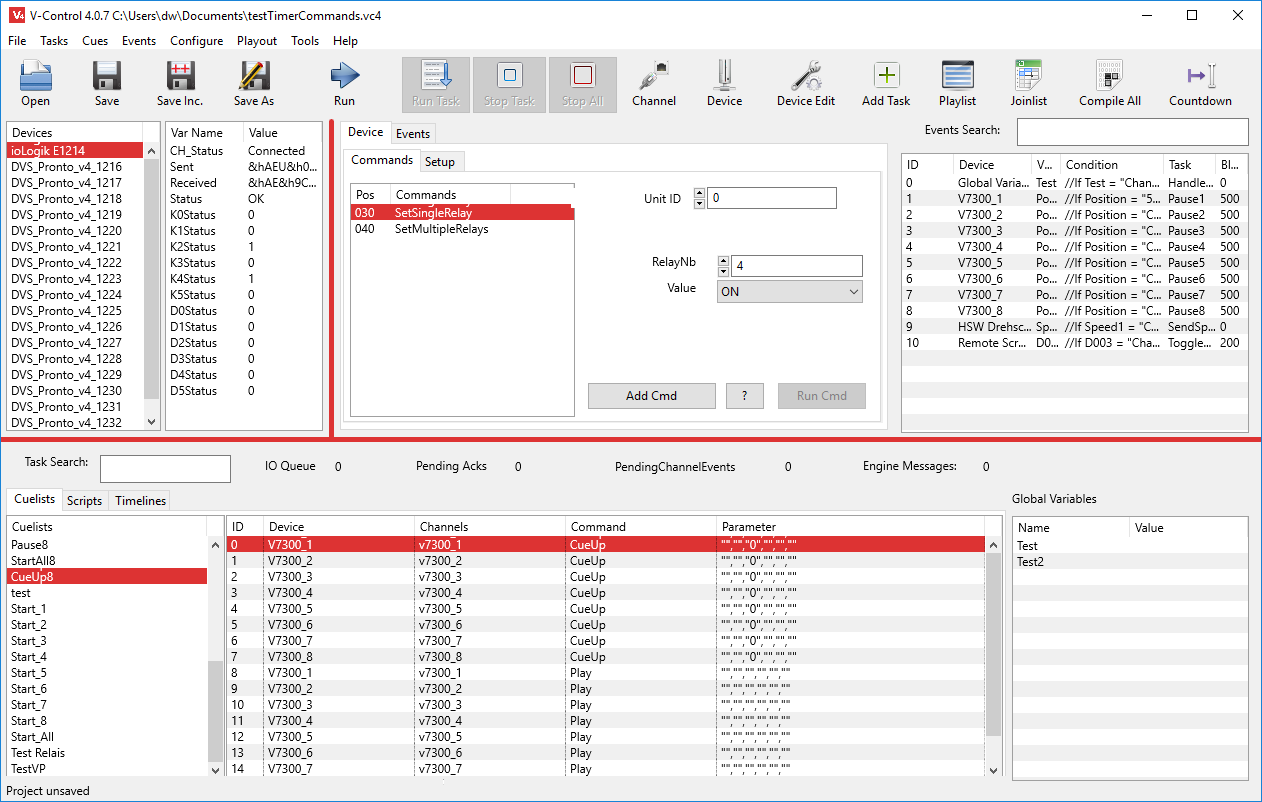 V4 V-Control 4.0.7 C:\Users\dw\Documents\testTimerCommands.vc4
File Tasks Cues Events Configure Playout Tools Help
Open Save Save Inc. Save As Run Run Task Stop Task Stop All Channel Device Device Edit Add Task Playlist Joinlist Compile All Countdown
Devices
ioLogik E1214
DVS_Pronto_v4_1216
DVS_Pronto_v4_1217
DVS_Pronto_v4_1218
DVS_Pronto_v4_1219
DVS_Pronto_v4_1220
DVS_Pronto_v4_1221
DVS_Pronto_v4_1222
DVS_Pronto_v4_1223
DVS_Pronto_v4_1224
DVS_Pronto_v4_1225
DVS_Pronto_v4_1226
DVS_Pronto_v4_1227
DVS_Pronto_v4_1228
DVS_Pronto_v4_1229
DVS_Pronto_v4_1230
DVS_Pronto_v4_1231
DVS_Pronto_v4_1232
Var Name Value
CH_Status Connected
Sent &hAEU&h0...
Received &hAE&h9C...
Status OK
K0Status 0
K1Status 0
K2Status 1
K3Status 0
K4Status 1
K5Status 0
D0Status 0
D1Status 0
D2Status 0
D3Status 0
D4Status 0
D5Status 0
Device Events
Commands Setup
Pos Commands
030 SetSingleRelay
040 SetMultipleRelays
Unit ID 0
RelayNb 4
Value ON
Add Cmd ? Run Cmd
Events Search:
ID Device V... Condition Task Bl...
0 Global Varia... Test //If Test = "Chan... Handle... 0
1 V7300_1 Po... //If Position = "5... Pause1 500
2 V7300_2 Po... //If Position = "C... Pause2 500
3 V7300_3 Po... //If Position = "C... Pause3 500
4 V7300_4 Po... //If Position = "C... Pause4 500
5 V7300_5 Po... //If Position = "C... Pause5 500
6 V7300_6 Po... //If Position = "C... Pause6 500
7 V7300_7 Po... //If Position = "C... Pause7 500
8 V7300_8 Po... //If Position = "C... Pause8 500
9 HSW Drehsc... Sp... //If Speed1 = "C... SendSp... 0
10 Remote Scr... D0... //If D003 = "Cha... Toggle... 200
Task Search: IO Queue 0 Pending Acks 0 PendingChannelEvents 0 Engine Messages: 0
Cuelists Scripts Timelines
Cuelists
Pause8
StartAll8
CueUp8
test
Start_1
Start_2
Start_3
Start_4
Start_5
Start_6
Start_7
Start_8
Start_All
Test Relais
TestVP
ID Device Channels Command Parameter
0 V7300_1 v7300_1 CueUp "","","0","","",""
1 V7300_2 v7300_2 CueUp "","","0","","",""
2 V7300_3 v7300_3 CueUp "","","0","","",""
3 V7300_4 v7300_4 CueUp "","","0","","",""
4 V7300_5 v7300_5 CueUp "","","0","","",""
5 V7300_6 v7300_6 CueUp "","","0","","",""
6 V7300_7 v7300_7 CueUp "","","0","","",""
7 V7300_8 v7300_8 CueUp "","","0","","",""
8 V7300_1 v7300_1 Play "","","","","",""
9 V7300_2 v7300_2 Play "","","","","",""
10 V7300_3 v7300_3 Play "","","","","",""
11 V7300_4 v7300_4 Play "","","","","",""
12 V7300_5 v7300_5 Play "","","","","",""
13 V7300_6 v7300_6 Play "","","","","",""
14 V7300_7 v7300_7 Play "","","","","",""
Global Variables
Name Value
Test
Test2
Project unsaved